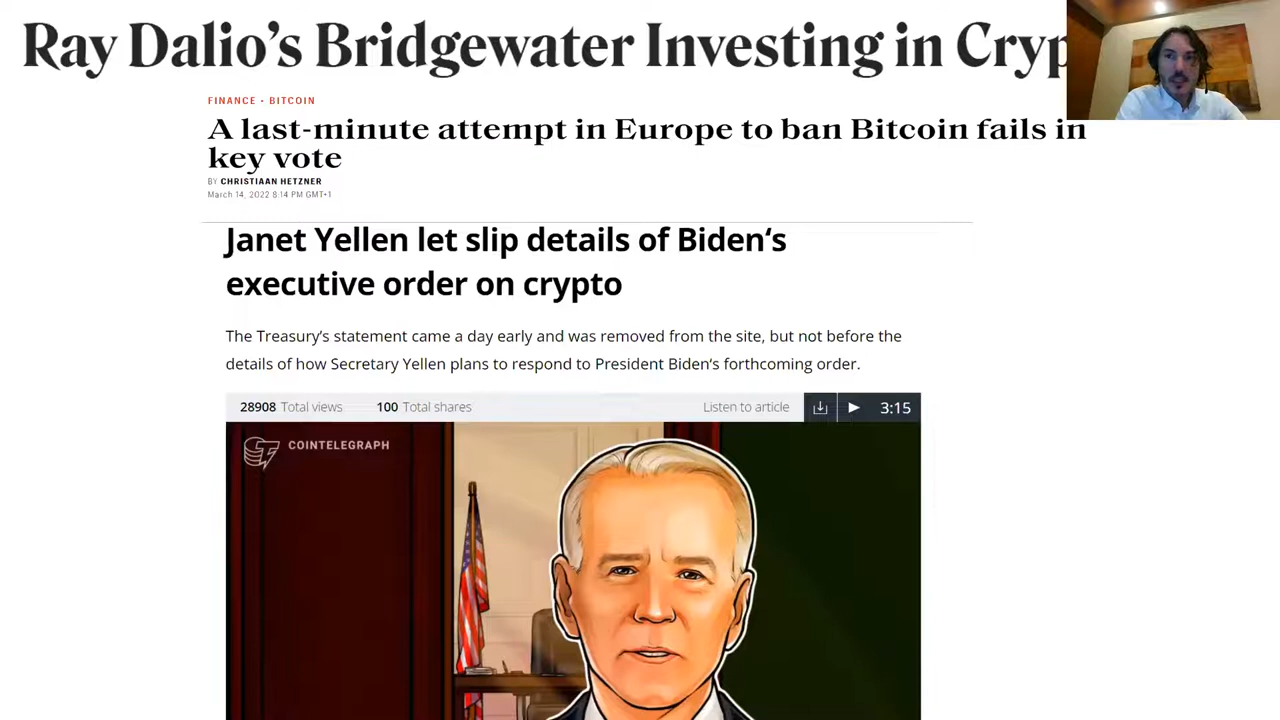 Ray Dalio's Bridgewater Investing in Cryp
FINANCE · BITCOIN
A last-minute attempt in Europe to ban Bitcoin fails in
key vote
BY CHRISTIAAN HETZNER
March 14, 2022 8:14 PM GMT+1
Janet Yellen let slip details of Biden's
executive order on crypto
The Treasury's statement came a day early and was removed from the site, but not before the
details of how Secretary Yellen plans to respond to President Biden's forthcoming order.
28908 Total views 100 Total shares Listen to article 3:15
COINTELEGRAPH